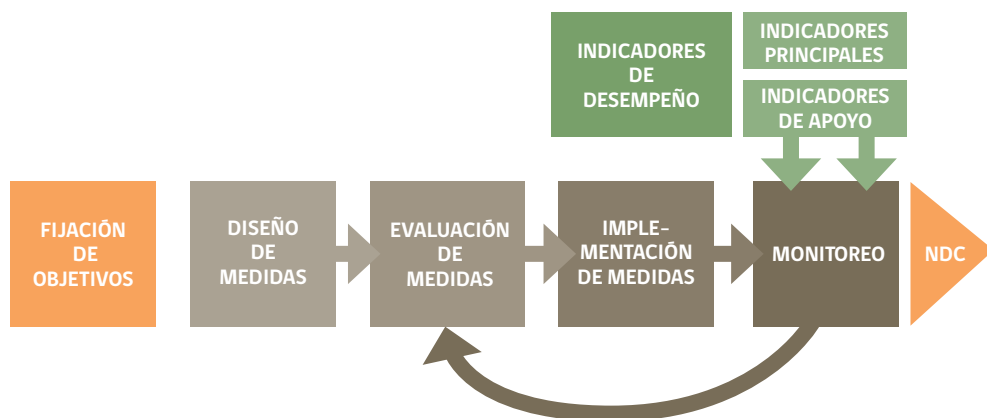 INDICADORES
DE
DESEMPEÑO
INDICADORES
PRINCIPALES
INDICADORES
DE APOYO
FIJACIÓN
DE
OBJETIVOS
DISEÑO
DE
MEDIDAS
EVALUACIÓN
DE
MEDIDAS
IMPLE-
MENTACIÓN
DE MEDIDAS
MONITOREO
NDC